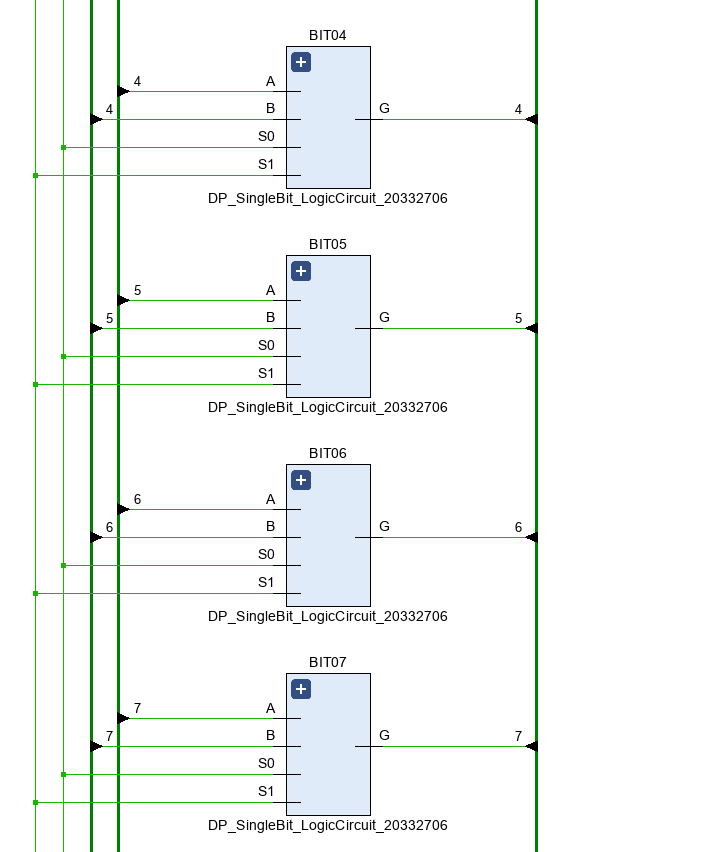 BIT04
4 A
4 B G 4
S0
S1
DP_SingleBit_LogicCircuit_20332706
BIT05
5 A
5 B G 5
S0
S1
DP_SingleBit_LogicCircuit_20332706
BIT06
6 A
6 B G 6
S0
S1
DP_SingleBit_LogicCircuit_20332706
BIT07
7 A
7 B G 7
S0
S1
DP_SingleBit_LogicCircuit_20332706